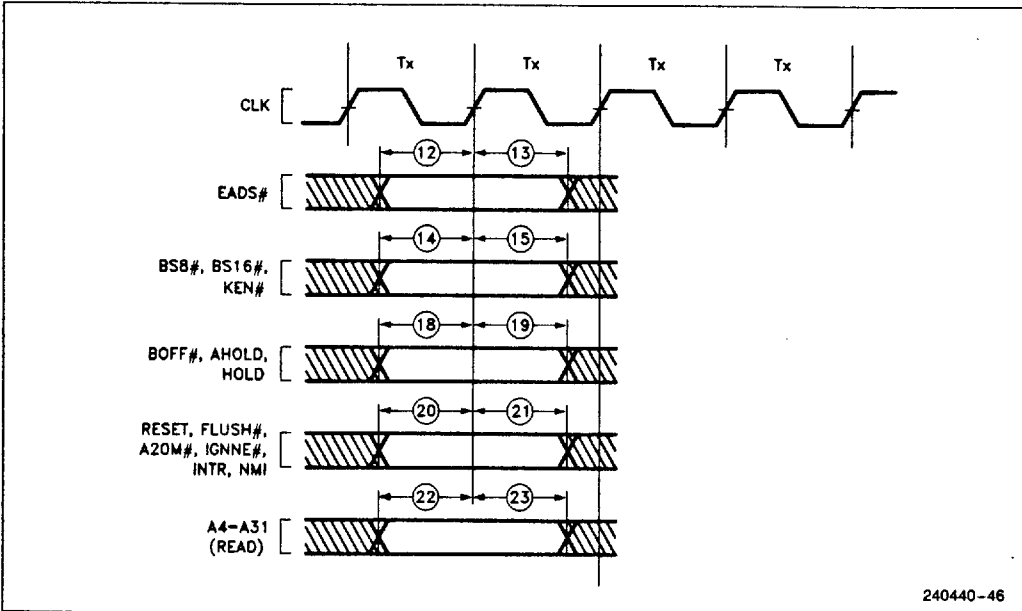 Tx Tx Tx Tx
CLK
12 13
EADS#
14 15
BS8#, BS16#,
KEN#
18 19
BOFF#, AHOLD,
HOLD
20 21
RESET, FLUSH#,
A20M#, IGNNE#,
INTR, NMI
22 23
A4-A31
(READ)
240440-46